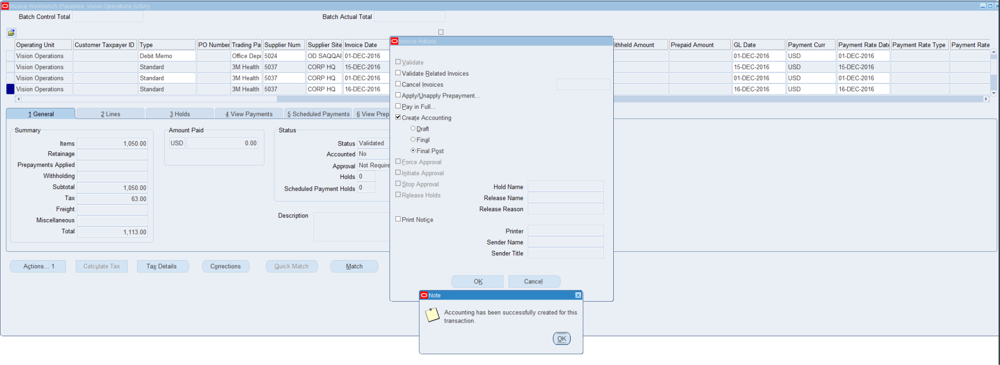 Invoice Workbench (Payables, Vision Operations (USA))
Batch Control Total
Batch Actual Total
Operating Unit Customer Taxpayer ID Type PO Number Trading Pa Supplier Num Supplier Site Invoice Date
Vision Operations Debit Memo Office Depo 5024 OD SAQQAF 01-DEC-2016
Vision Operations Standard 3M Health 5037 CORP HQ 15-DEC-2016
Vision Operations Standard 3M Health 5037 CORP HQ 01-DEC-2016
Vision Operations Standard 3M Health 5037 CORP HQ 16-DEC-2016
ithheld Amount Prepaid Amount GL Date Payment Curr Payment Rate Date Payment Rate Type Payment Rate
01-DEC-2016 USD 01-DEC-2016
15-DEC-2016 USD 15-DEC-2016
01-DEC-2016 USD 01-DEC-2016
16-DEC-2016 USD 16-DEC-2016
1 General 2 Lines 3 Holds 4 View Payments 5 Scheduled Payments 6 View Prep
Summary
Items 1,050.00
Retainage
Prepayments Applied
Withholding
Subtotal 1,050.00
Tax 63.00
Freight
Miscellaneous
Total 1,113.00
Amount Paid
USD 0.00
Status
Status Validated
Accounted No
Approval Not Require
Holds 0
Scheduled Payment Holds 0
Description
Actions... 1 Calculate Tax Tax Details Corrections Quick Match Match
Invoice Actions
Validate
Validate Related Invoices
Cancel Invoices
Apply/Unapply Prepayment...
Pay in Full...
Create Accounting
Draft
Final
Final Post
Force Approval
Initiate Approval
Stop Approval
Release Holds
Hold Name
Release Name
Release Reason
Print Notice
Printer
Sender Name
Sender Title
OK Cancel
Note
Accounting has been successfully created for this
transaction.
OK